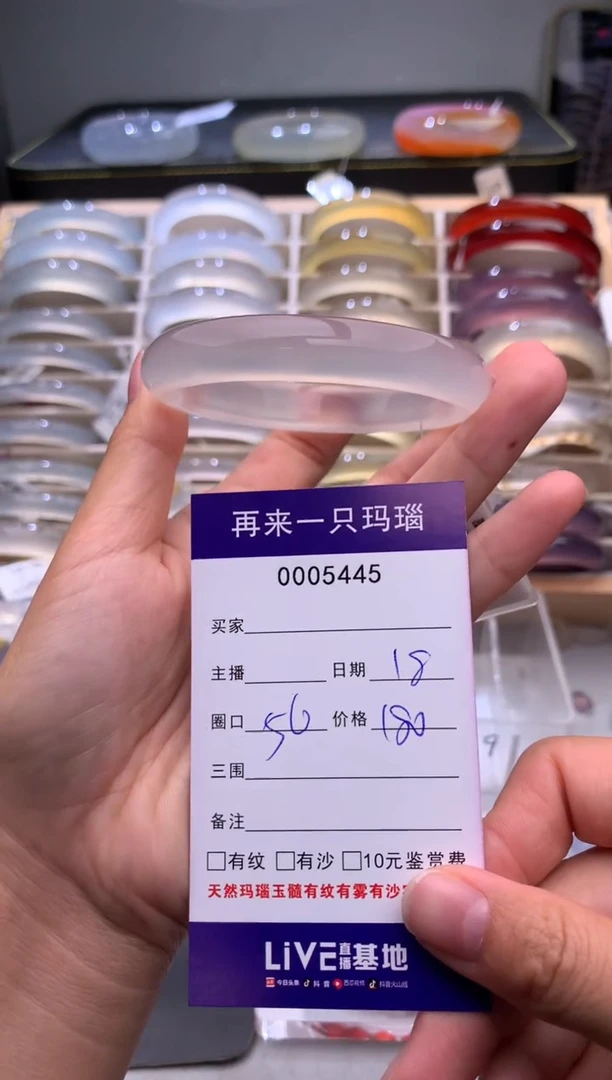 再来一只玛瑙
0005445
买家
主播 日期 18
圈口 56 价格 180
三围
备注
□有纹 □有沙 □10元鉴赏费
天然玛瑙玉髓有纹有雾有沙
LiVE直播基地
今日头条 抖音 西瓜视频 抖音火山版